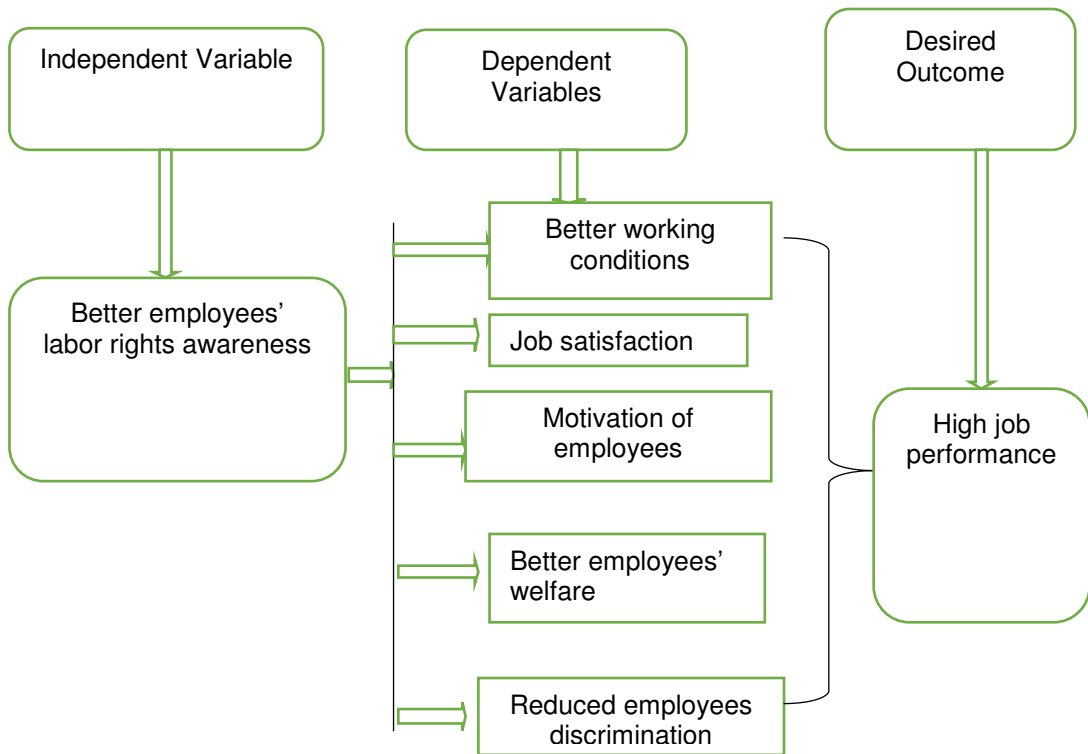 Independent Variable
Dependent
Variables
Desired
Outcome
Better employees’
labor rights awareness
Better working
conditions
Job satisfaction
Motivation of
employees
Better employees’
welfare
Reduced employees
discrimination
High job
performance